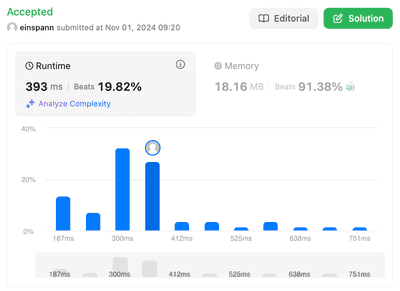 Accepted
einspann submitted at Nov 01, 2024 09:20
Editorial
Solution
Runtime
393 ms | Beats 19.82%
Analyze Complexity
Memory
18.16 MB | Beats 91.38%
40%
20%
0%
187ms 300ms 412ms 525ms 638ms 751ms
187ms 300ms 412ms 525ms 638ms 751ms